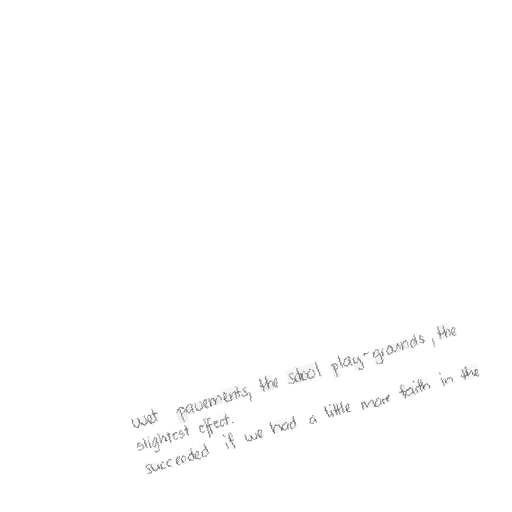 wet pavements, the school play-grounds, the
slightest effect.
succeeded if we had a little more faith in the